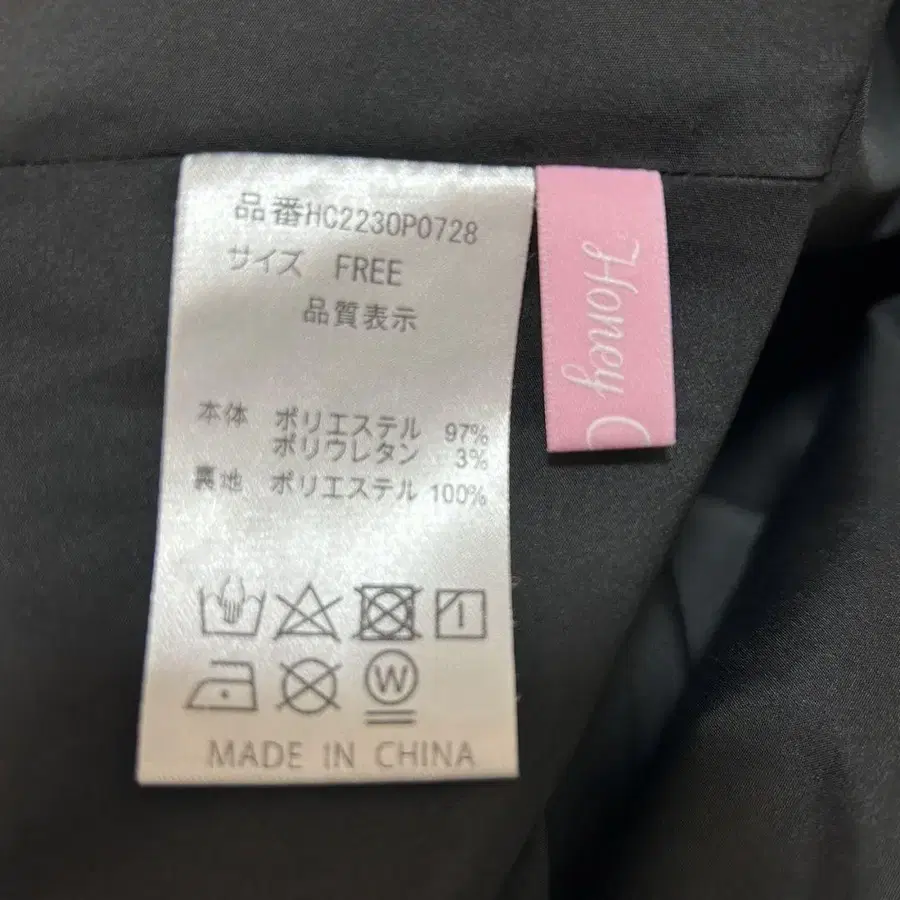 品番HC2230P0728
サイズ FREE
品質表示
本体 ポリエステル 97%
ポリウレタン 3%
裏地 ポリエステル 100%
W
MADE IN CHINA
Honey